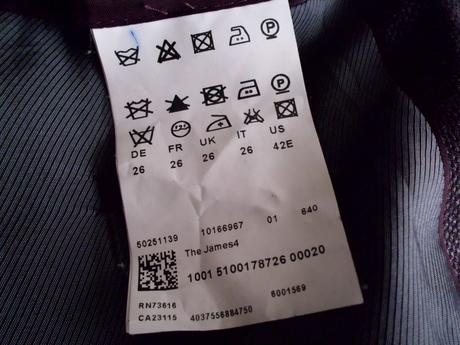 DE FR UK IT US
26 26 26 26 42E
50251139 10166967 01 640
The James4
1001 5100178726 00020
RN73616
CA23115 4037556884750 6001569